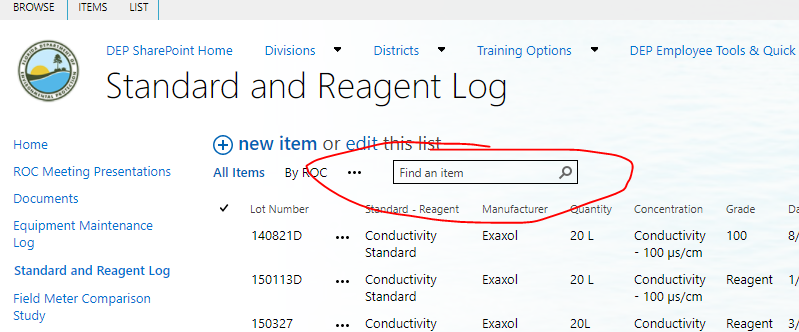 BROWSE ITEMS LIST
DEP SharePoint Home Divisions Districts Training Options DEP Employee Tools & Quick
Standard and Reagent Log
Home
ROC Meeting Presentations
Documents
Equipment Maintenance
Log
Standard and Reagent Log
Field Meter Comparison
Study
new item or edit this list
All Items By ROC ••• Find an item
Lot Number Standard - Reagent Manufacturer Quantity Concentration Grade Da
140821D ••• Conductivity Exaxol 20 L Conductivity 100 8/
Standard - 100 µs/cm
150113D ••• Conductivity Exaxol 20 L Conductivity Reagent 1/
Standard - 100 µs/cm
150327 ••• Conductivity Exaxol 20L Conductivity Reagent 3/